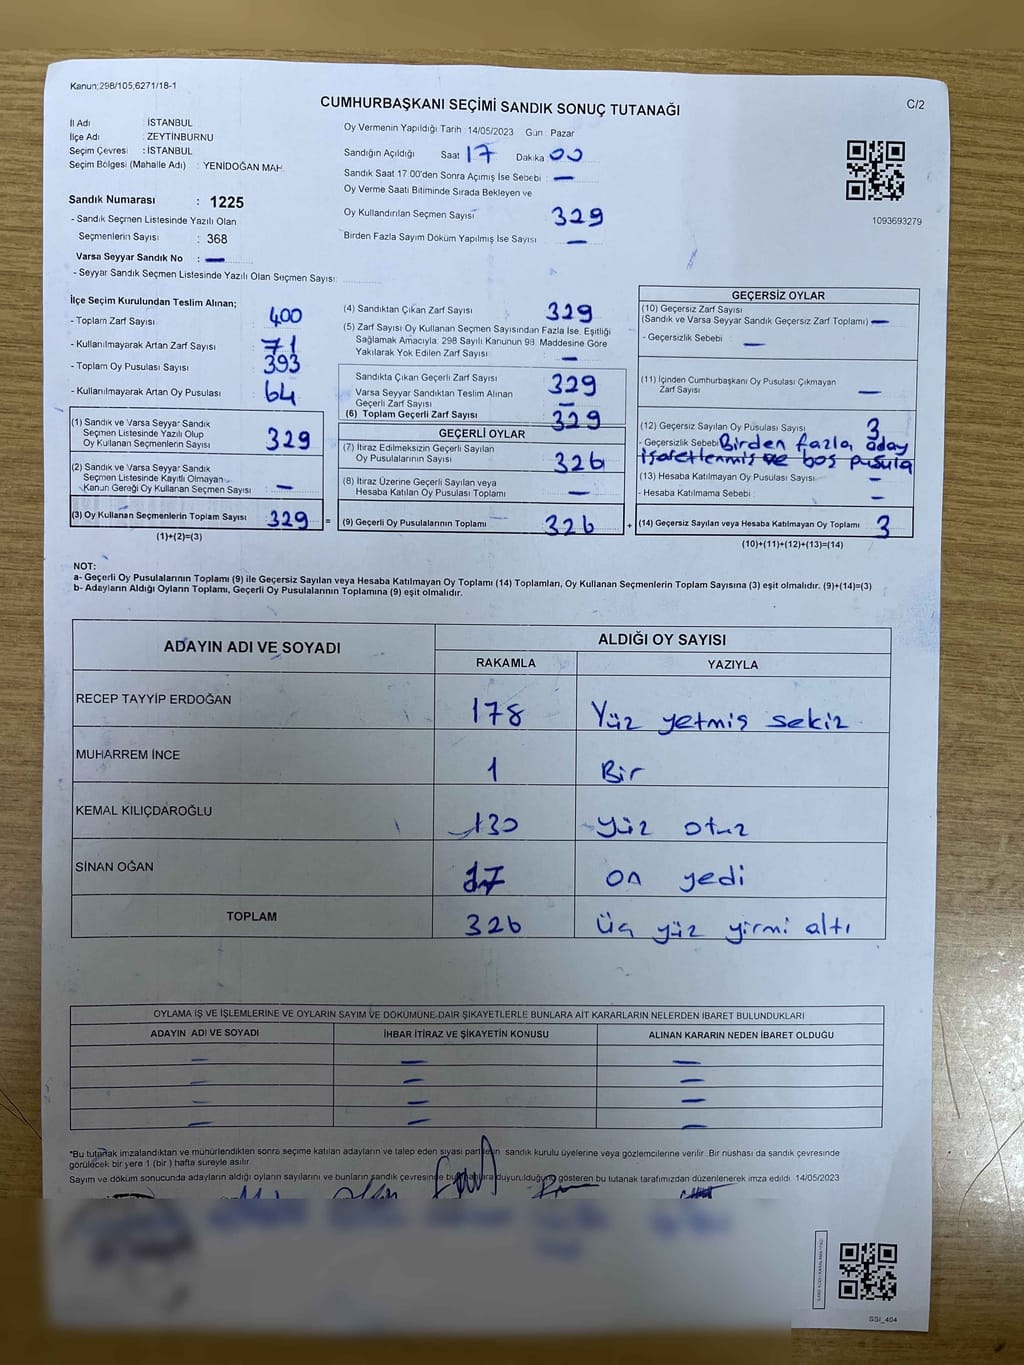 Kanun;298/105,6271/18-1
CUMHURBAŞKANI SEÇİMİ SANDIK SONUÇ TUTANAĞI
C/2
İl Adı : İSTANBUL
İlçe Adı : ZEYTİNBURNU
Seçim Çevresi : İSTANBUL
Seçim Bölgesi (Mahalle Adı) : YENİDOĞAN MAH.
Sandık Numarası : 1225
- Sandık Seçmen Listesinde Yazılı Olan
Seçmenlerin Sayısı : 368
Varsa Seyyar Sandık No : —
- Seyyar Sandık Seçmen Listesinde Yazılı Olan Seçmen Sayısı:
Oy Vermenin Yapıldığı Tarih : 14/05/2023 Gün : Pazar
Sandığın Açıldığı Saat 17 Dakika 00
Sandık Saat 17:00'den Sonra Açımış İse Sebebi : —
Oy Verme Saati Bitiminde Sırada Bekleyen ve
Oy Kullandırılan Seçmen Sayısı 329
Birden Fazla Sayım Döküm Yapılmış İse Sayısı —
1093693279
İlçe Seçim Kurulundan Teslim Alınan;
- Toplam Zarf Sayısı 400
- Kullanılmayarak Artan Zarf Sayısı 71
- Toplam Oy Pusulası Sayısı 393
- Kullanılmayarak Artan Oy Pusulası 64
(1) Sandık ve Varsa Seyyar Sandık
Seçmen Listesinde Yazılı Olup
Oy Kullanan Seçmenlerin Sayısı 329
(2) Sandık ve Varsa Seyyar Sandık
Seçmen Listesinde Kayıtlı Olmayan
Kanun Gereği Oy Kullanan Seçmen Sayısı —
(3) Oy Kullanan Seçmenlerin Toplam Sayısı 329 =
(1)+(2)=(3)
(4) Sandıktan Çıkan Zarf Sayısı 329
(5) Zarf Sayısı Oy Kullanan Seçmen Sayısından Fazla İse, Eşitliği
Sağlamak Amacıyla, 298 Sayılı Kanunun 98. Maddesine Göre
Yakılarak Yok Edilen Zarf Sayısı —
Sandıkta Çıkan Geçerli Zarf Sayısı 329
Varsa Seyyar Sandıktan Teslim Alınan
Geçerli Zarf Sayısı —
(6) Toplam Geçerli Zarf Sayısı 329
GEÇERLİ OYLAR
(7) İtiraz Edilmeksizin Geçerli Sayılan
Oy Pusulalarının Sayısı 326
(8) İtiraz Üzerine Geçerli Sayılan veya
Hesaba Katılan Oy Pusulası Toplamı —
(9) Geçerli Oy Pusulalarının Toplamı 326 +
GEÇERSİZ OYLAR
(10) Geçersiz Zarf Sayısı
(Sandık ve Varsa Seyyar Sandık Geçersiz Zarf Toplamı) —
- Geçersizlik Sebebi : —
(11) İçinden Cumhurbaşkanı Oy Pusulası Çıkmayan
Zarf Sayısı —
(12) Geçersiz Sayılan Oy Pusulası Sayısı 3
- Geçersizlik Sebebi Birden fazla aday
işaretlenmiş ve boş pusula
(13) Hesaba Katılmayan Oy Pusulası Sayısı —
- Hesaba Katılmama Sebebi —
(14) Geçersiz Sayılan veya Hesaba Katılmayan Oy Toplamı 3
(10)+(11)+(12)+(13)=(14)
NOT:
a- Geçerli Oy Pusulalarının Toplamı (9) ile Geçersiz Sayılan veya Hesaba Katılmayan Oy Toplamı (14) Toplamları, Oy Kullanan Seçmenlerin Toplam Sayısına (3) eşit olmalıdır. (9)+(14)=(3)
b- Adayların Aldığı Oyların Toplamı, Geçerli Oy Pusulalarının Toplamına (9) eşit olmalıdır.
ADAYIN ADI VE SOYADI ALDIĞI OY SAYISI
RAKAMLA YAZIYLA
RECEP TAYYİP ERDOĞAN 178 Yüz yetmiş sekiz
MUHARREM İNCE 1 Bir
KEMAL KILIÇDAROĞLU 130 yüz otuz
SİNAN OĞAN 17 on yedi
TOPLAM 326 üç yüz yirmi altı
OYLAMA İŞ VE İŞLEMLERİNE VE OYLARIN SAYIM VE DÖKÜMÜNE DAİR ŞİKAYETLERLE BUNLARA AİT KARARLARIN NELERDEN İBARET BULUNDUKLARI
ADAYIN ADI VE SOYADI İHBAR İTİRAZ VE ŞİKAYETİN KONUSU ALINAN KARARIN NEDEN İBARET OLDUĞU
— — —
— — —
— — —
— — —
*Bu tutanak imzalandıktan ve mühürlendikten sonra seçime katılan adayların ve talep eden siyasi partilerin sandık kurulu üyelerine veya gözlemcilerine verilir. Bir nüshası da sandık çevresinde
görülecek bir yere 1 (bir) hafta süreyle asılır.
Sayım ve döküm sonucunda adayların aldığı oyların sayılarını ve bunların sandık çevresinde duyurulduğunu gösteren bu tutanak tarafımızdan düzenlenerek imza edildi. 14/05/2023
SSI_404